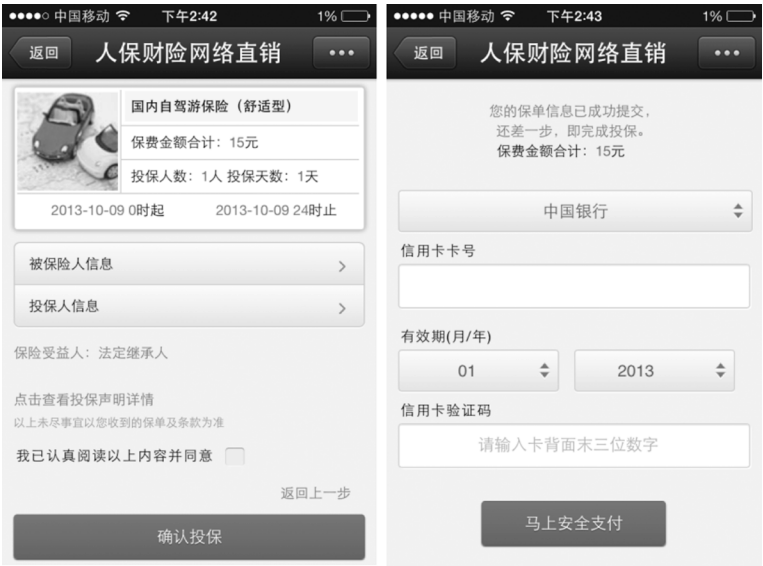 中国移动 下午2:42 1%
返回 人保财险网络直销
国内自驾游保险（舒适型）
保费金额合计：15元
投保人数：1人 投保天数：1天
2013-10-09 0时起 2013-10-09 24时止
被保险人信息
投保人信息
保险受益人：法定继承人
点击查看投保声明详情
以上未尽事宜以您收到的保单及条款为准
我已认真阅读以上内容并同意
返回上一步
确认投保
中国移动 下午2:43 1%
返回 人保财险网络直销
您的保单信息已成功提交，
还差一步，即完成投保。
保费金额合计：15元
中国银行
信用卡卡号
有效期(月/年)
01 2013
信用卡验证码
请输入卡背面末三位数字
马上安全支付